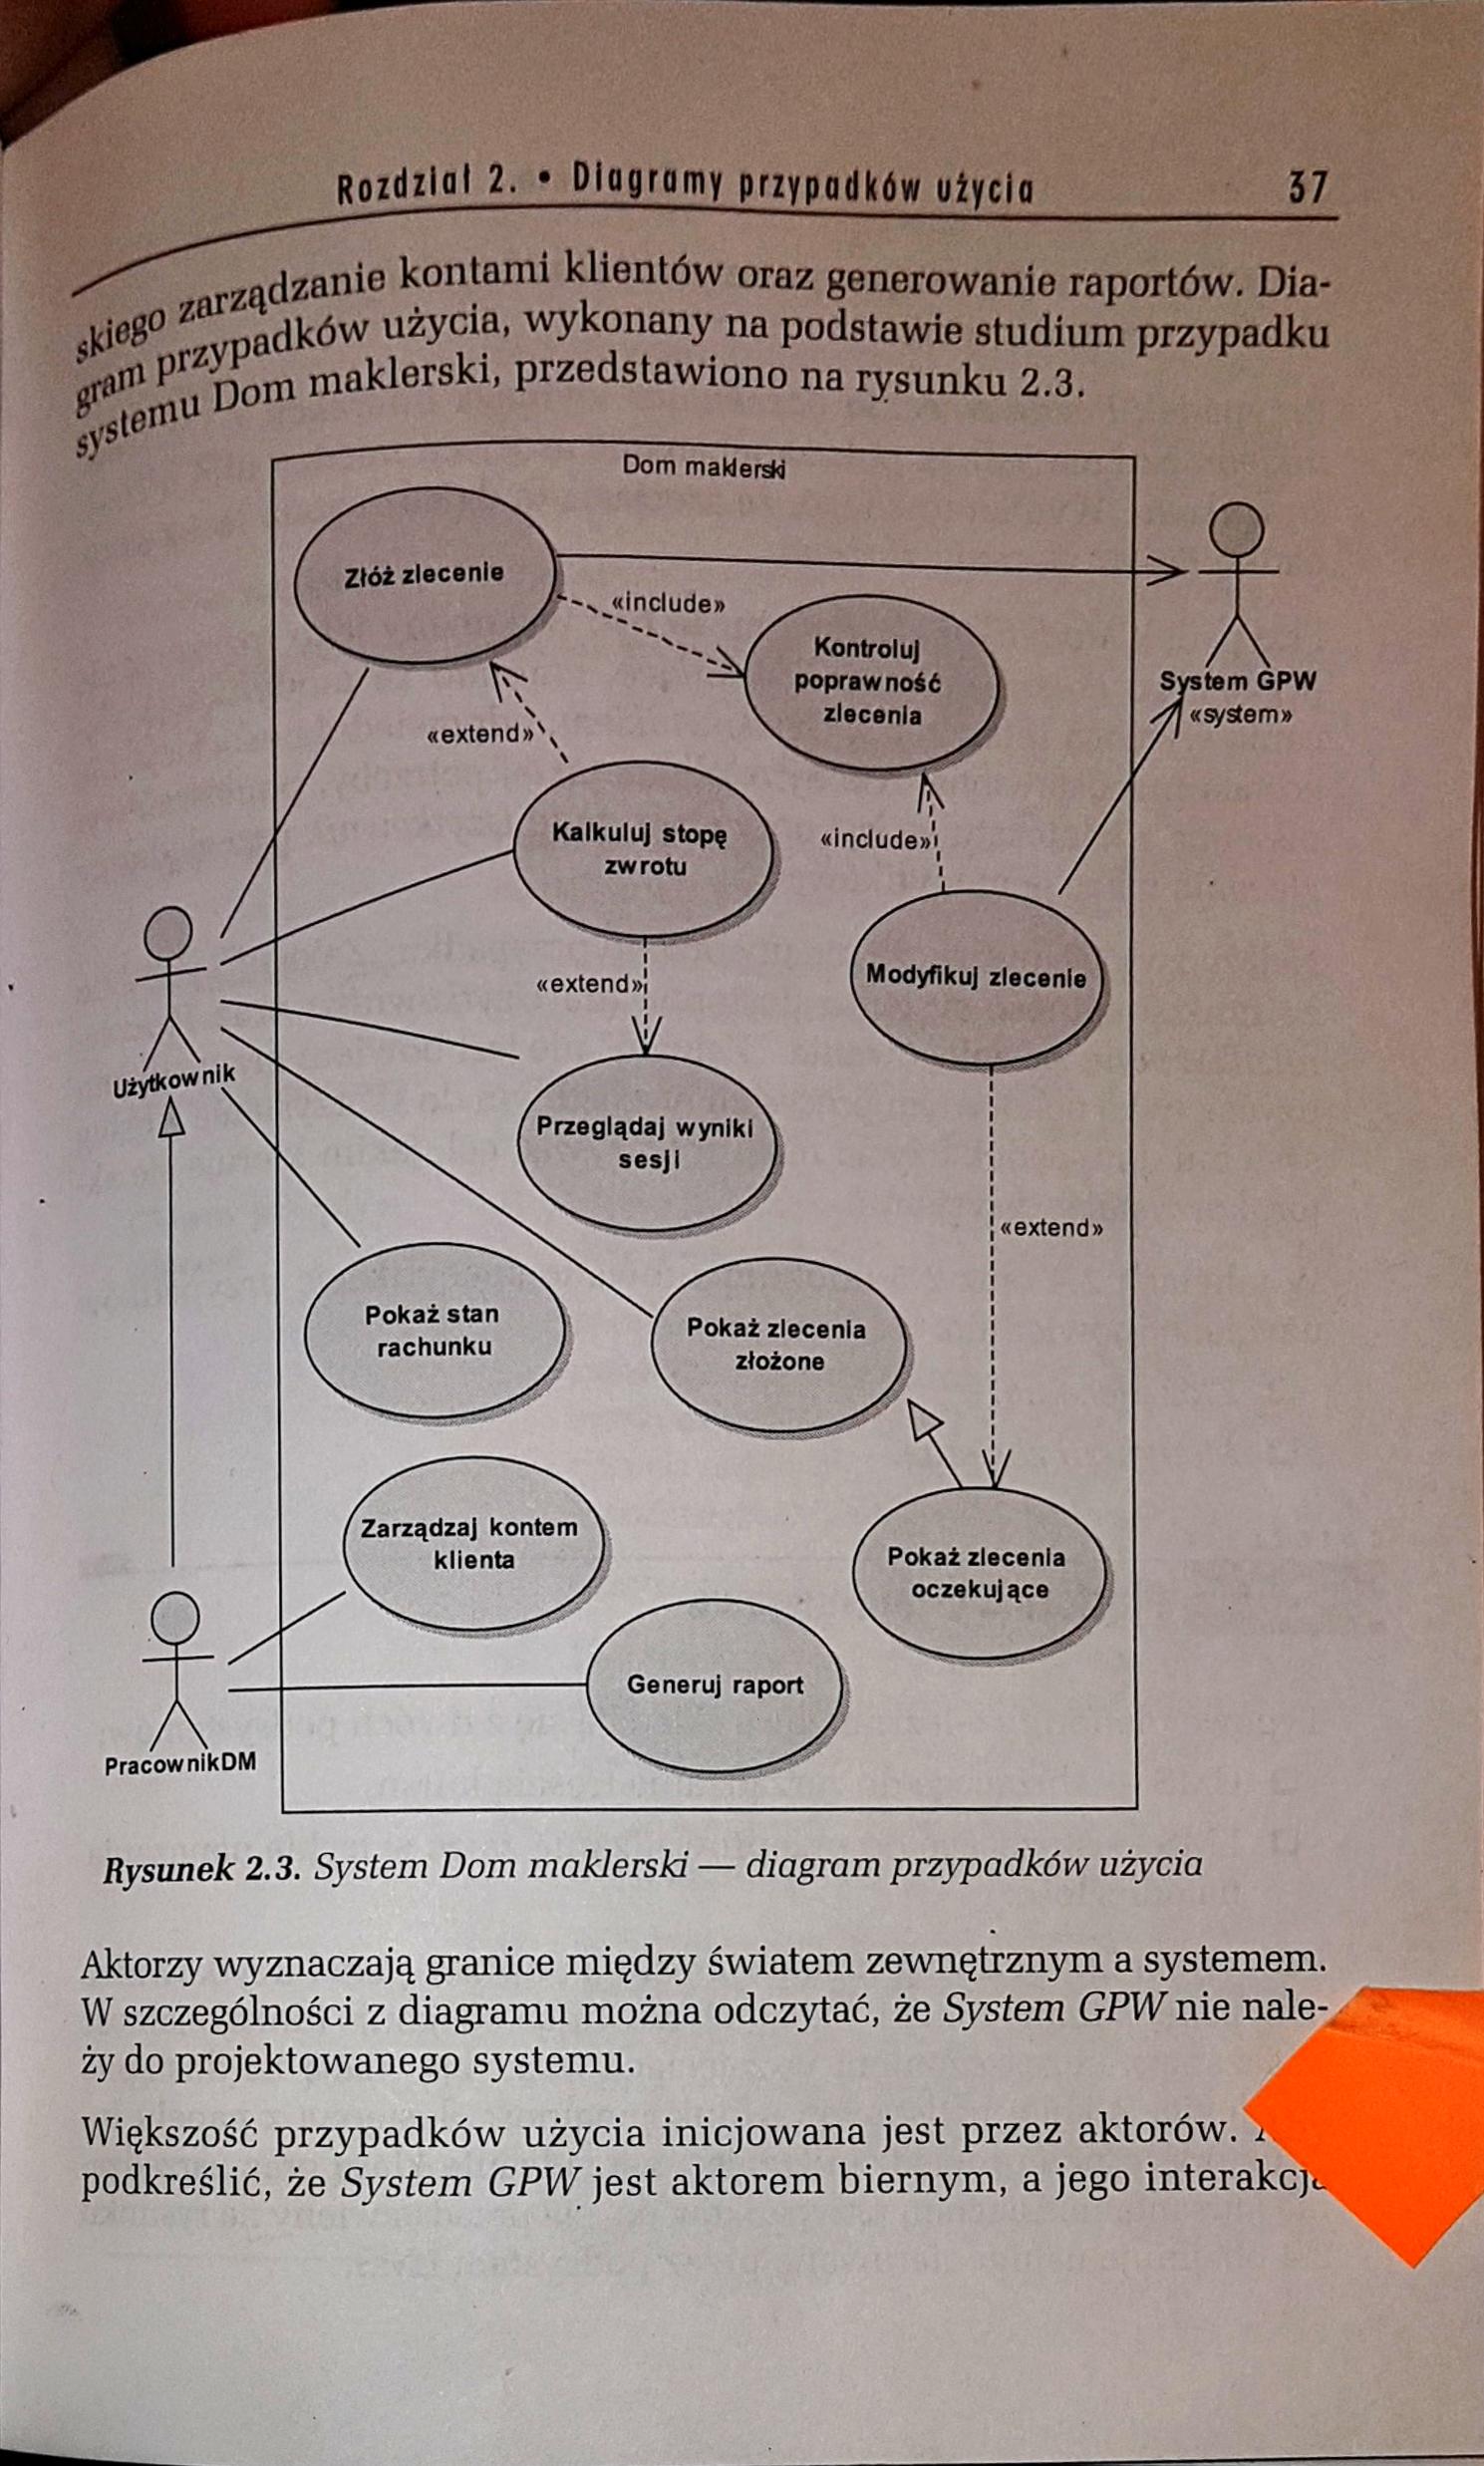 Rozdział 2. • Diagramy przypadków użycia 37
skiego zarządzanie kontami klientów oraz generowanie raportów. Dia-
gram przypadków użycia, wykonany na podstawie studium przypadku
systemu Dom maklerski, przedstawiono na rysunku 2.3.
Dom maklerski
Złóż zlecenie
«include»
Kontroluj
poprawność
zlecenia
System GPW
«system»
«extend»
Kalkuluj stopę
zwrotu
«include»
Modyfikuj zlecenie
«extend»
Użytkownik
Przeglądaj wyniki
sesji
«extend»
Pokaż stan
rachunku
Pokaż zlecenia
złożone
Zarządzaj kontem
klienta
Pokaż zlecenia
oczekujące
Generuj raport
PracownikDM
Rysunek 2.3. System Dom maklerski — diagram przypadków użycia
Aktorzy wyznaczają granice między światem zewnętrznym a systemem.
W szczególności z diagramu można odczytać, że System GPW nie nale-
ży do projektowanego systemu.
Większość przypadków użycia inicjowana jest przez aktorów.
podkreślić, że System GPW jest aktorem biernym, a jego